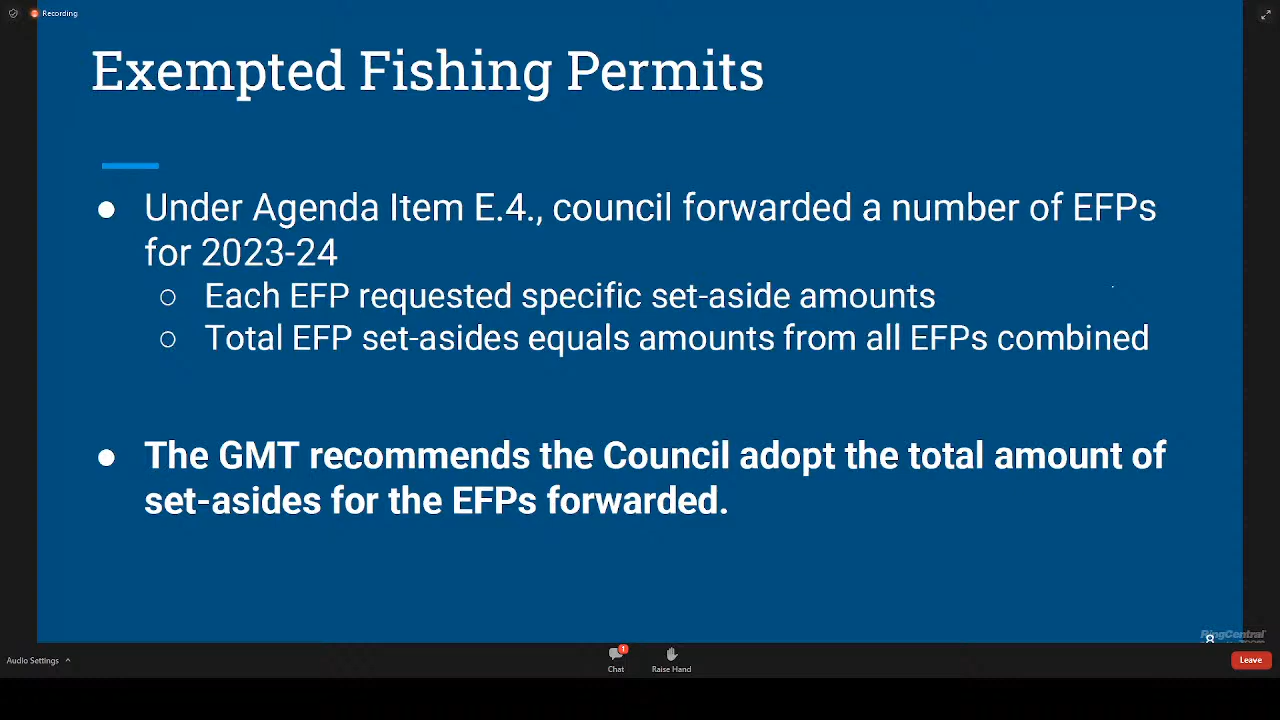 Recording
Exempted Fishing Permits
● Under Agenda Item E.4., council forwarded a number of EFPs
for 2023-24
○ Each EFP requested specific set-aside amounts
○ Total EFP set-asides equals amounts from all EFPs combined
● The GMT recommends the Council adopt the total amount of
set-asides for the EFPs forwarded.
RingCentral
8
Audio Settings
1
Chat
Raise Hand
Leave